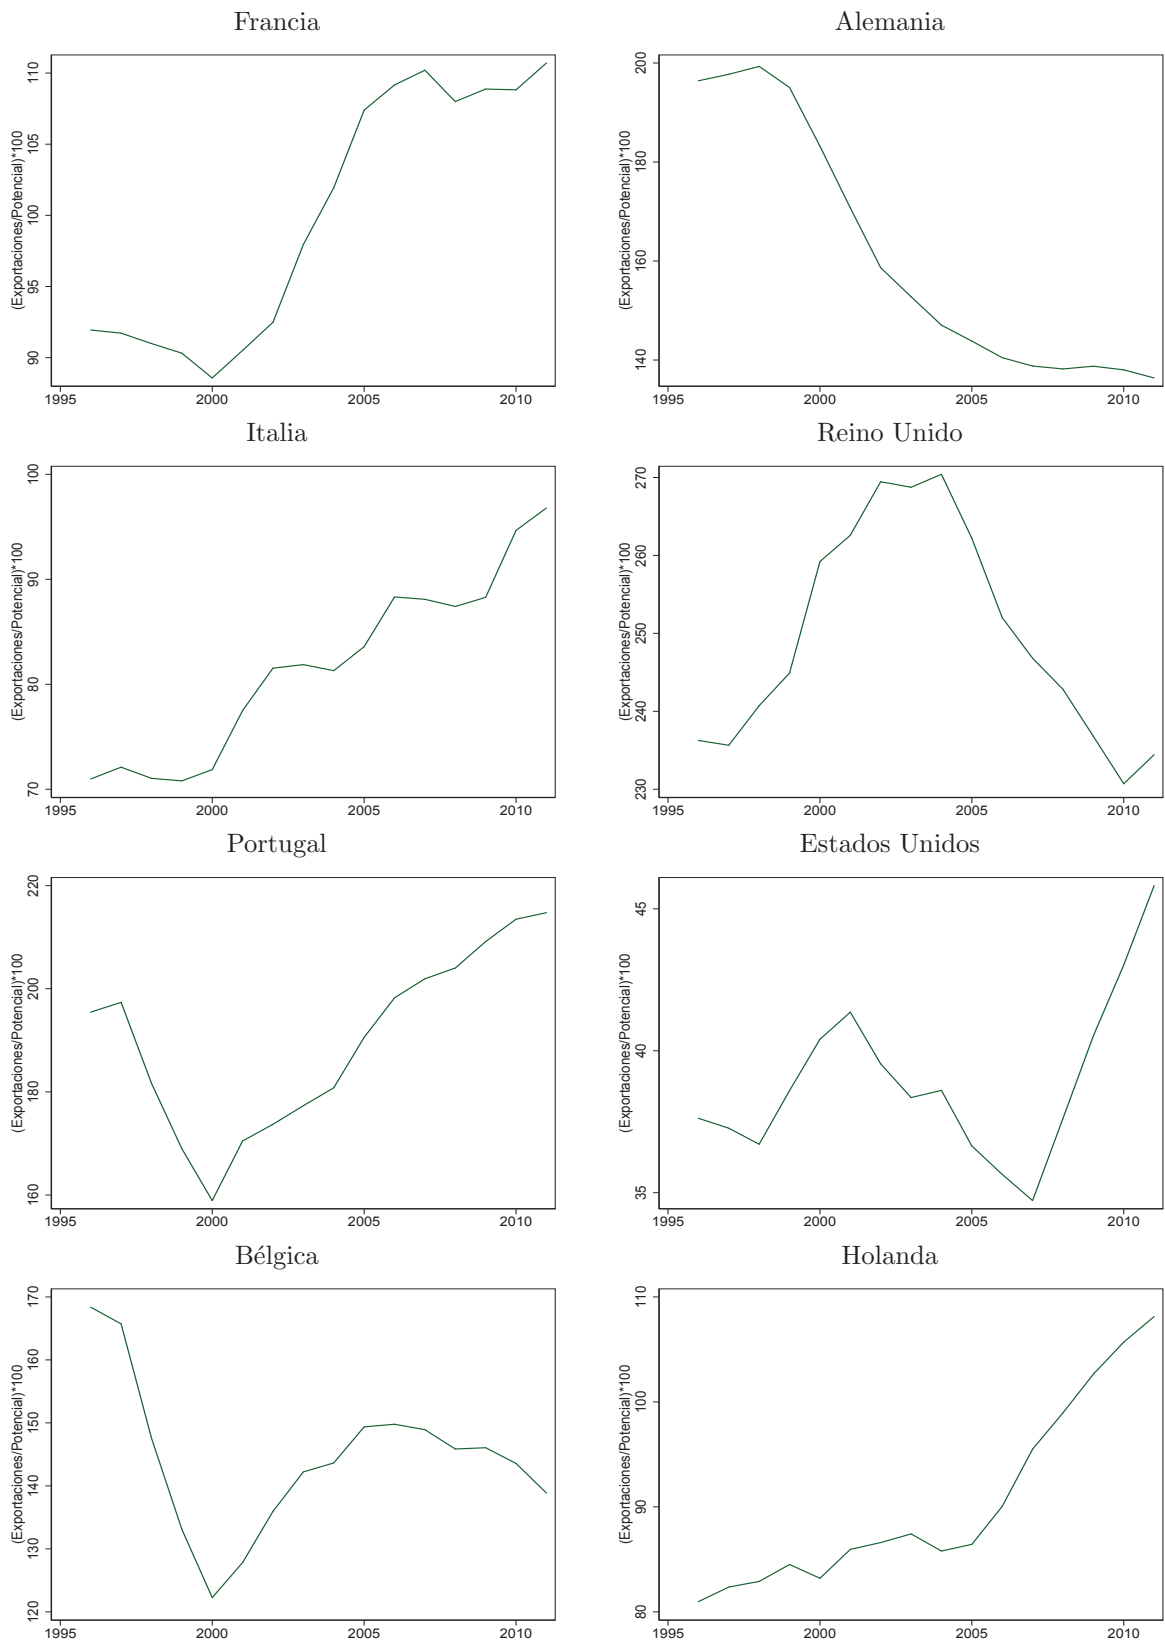 Francia
(Exportaciones/Potencial)*100
110
105
100
95
90
1995 2000 2005 2010
Alemania
(Exportaciones/Potencial)*100
200
180
160
140
1995 2000 2005 2010
Italia
(Exportaciones/Potencial)*100
100
90
80
70
1995 2000 2005 2010
Reino Unido
(Exportaciones/Potencial)*100
270
260
250
240
230
1995 2000 2005 2010
Portugal
(Exportaciones/Potencial)*100
220
200
180
160
1995 2000 2005 2010
Estados Unidos
(Exportaciones/Potencial)*100
45
40
35
1995 2000 2005 2010
Bélgica
(Exportaciones/Potencial)*100
170
160
150
140
130
120
1995 2000 2005 2010
Holanda
(Exportaciones/Potencial)*100
110
100
90
80
1995 2000 2005 2010